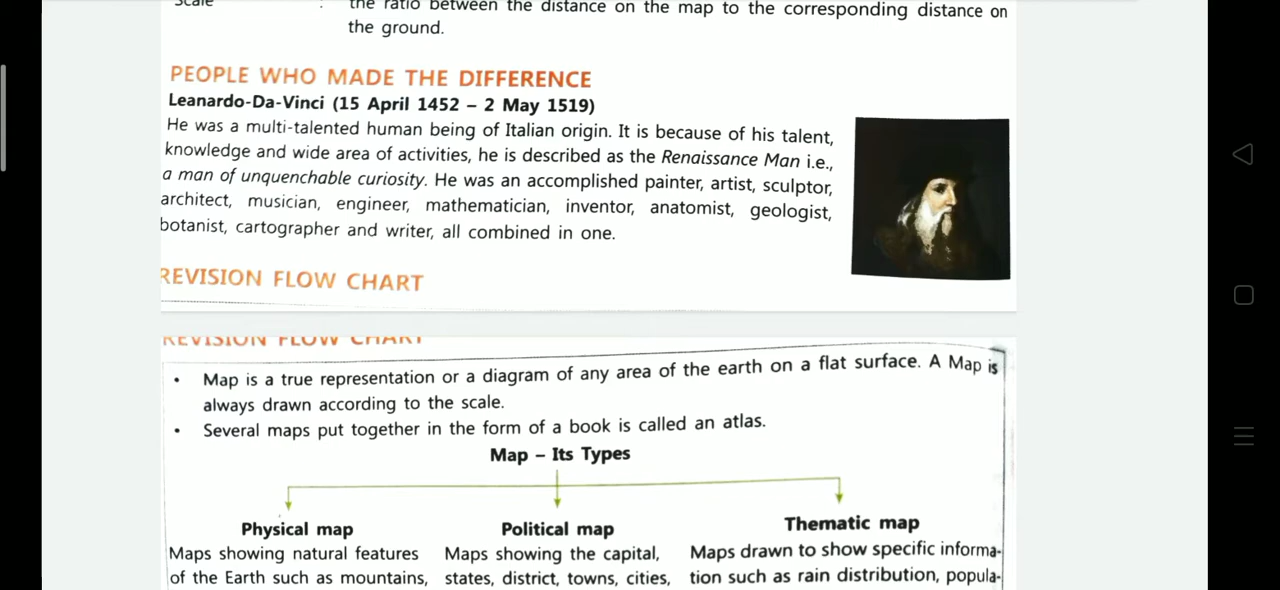 Scale : the ratio between the distance on the map to the corresponding distance on
the ground.
PEOPLE WHO MADE THE DIFFERENCE
Leanardo-Da-Vinci (15 April 1452 – 2 May 1519)
He was a multi-talented human being of Italian origin. It is because of his talent,
knowledge and wide area of activities, he is described as the Renaissance Man i.e.,
a man of unquenchable curiosity. He was an accomplished painter, artist, sculptor,
architect, musician, engineer, mathematician, inventor, anatomist, geologist,
botanist, cartographer and writer, all combined in one.
REVISION FLOW CHART
REVISION FLOW CHART
• Map is a true representation or a diagram of any area of the earth on a flat surface. A Map is
always drawn according to the scale.
• Several maps put together in the form of a book is called an atlas.
Map – Its Types
Physical map
Maps showing natural features
of the Earth such as mountains,
Political map
Maps showing the capital,
states, district, towns, cities,
Thematic map
Maps drawn to show specific informa-
tion such as rain distribution, popula-